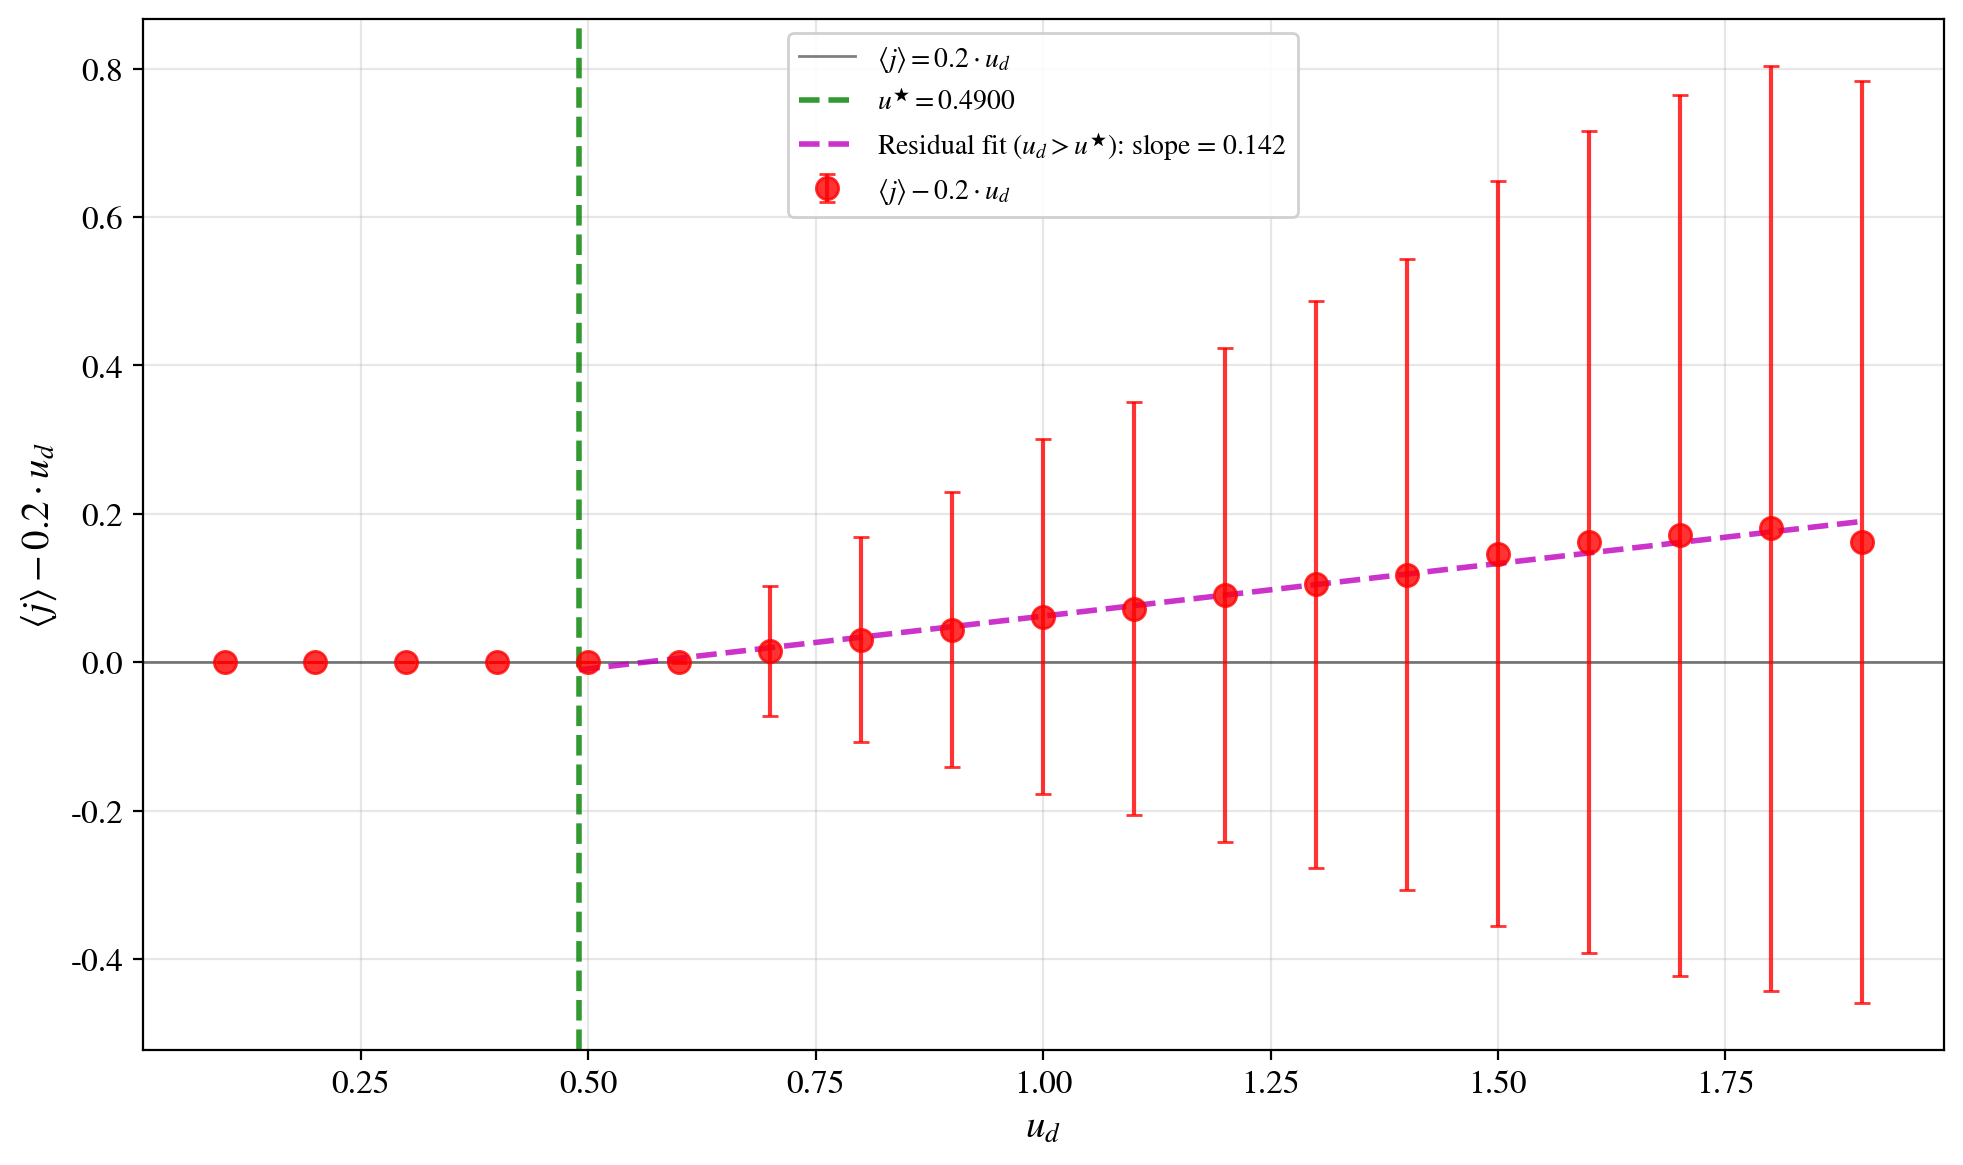 ⟨j⟩ = 0.2 · u_d
u★ = 0.4900
Residual fit (u_d > u★): slope = 0.142
⟨j⟩ − 0.2 · u_d
0.8
0.6
0.4
0.2
0.0
-0.2
-0.4
⟨j⟩ − 0.2 · u_d
0.25
0.50
0.75
1.00
1.25
1.50
1.75
u_d